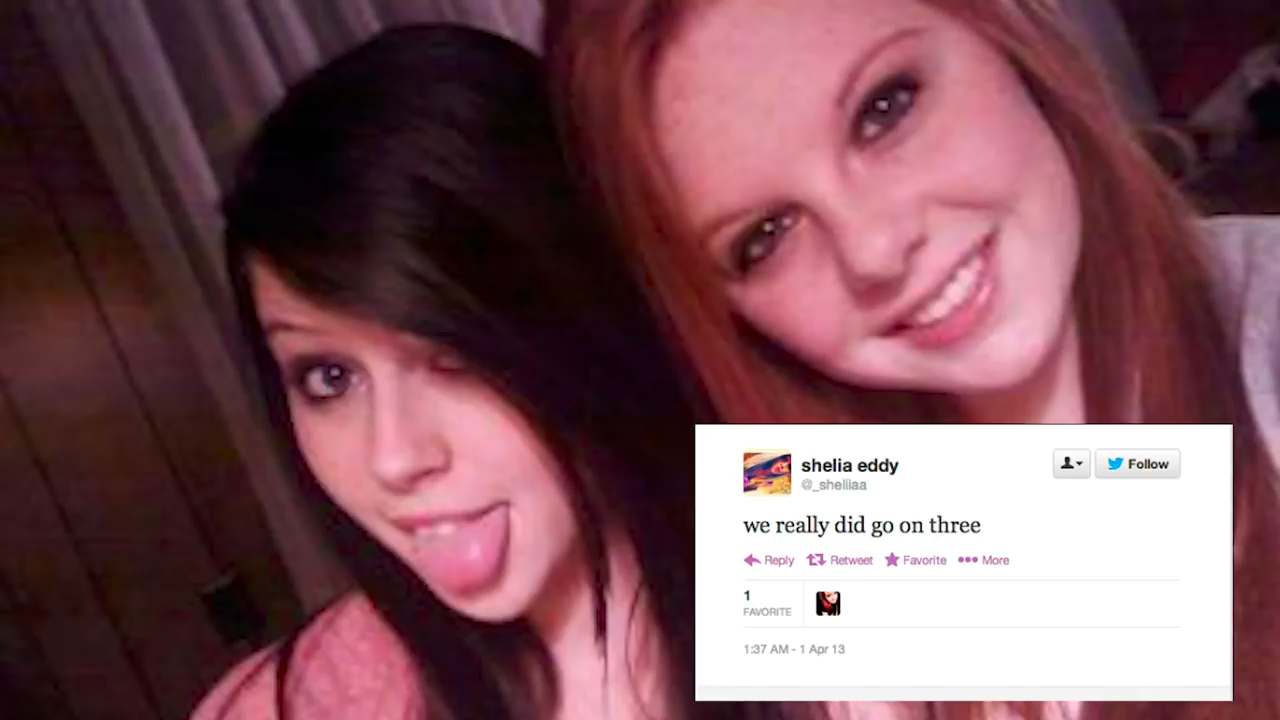 shelia eddy
@_sheliiaa
Follow
we really did go on three
Reply Retweet Favorite More
1
FAVORITE
1:37 AM - 1 Apr 13